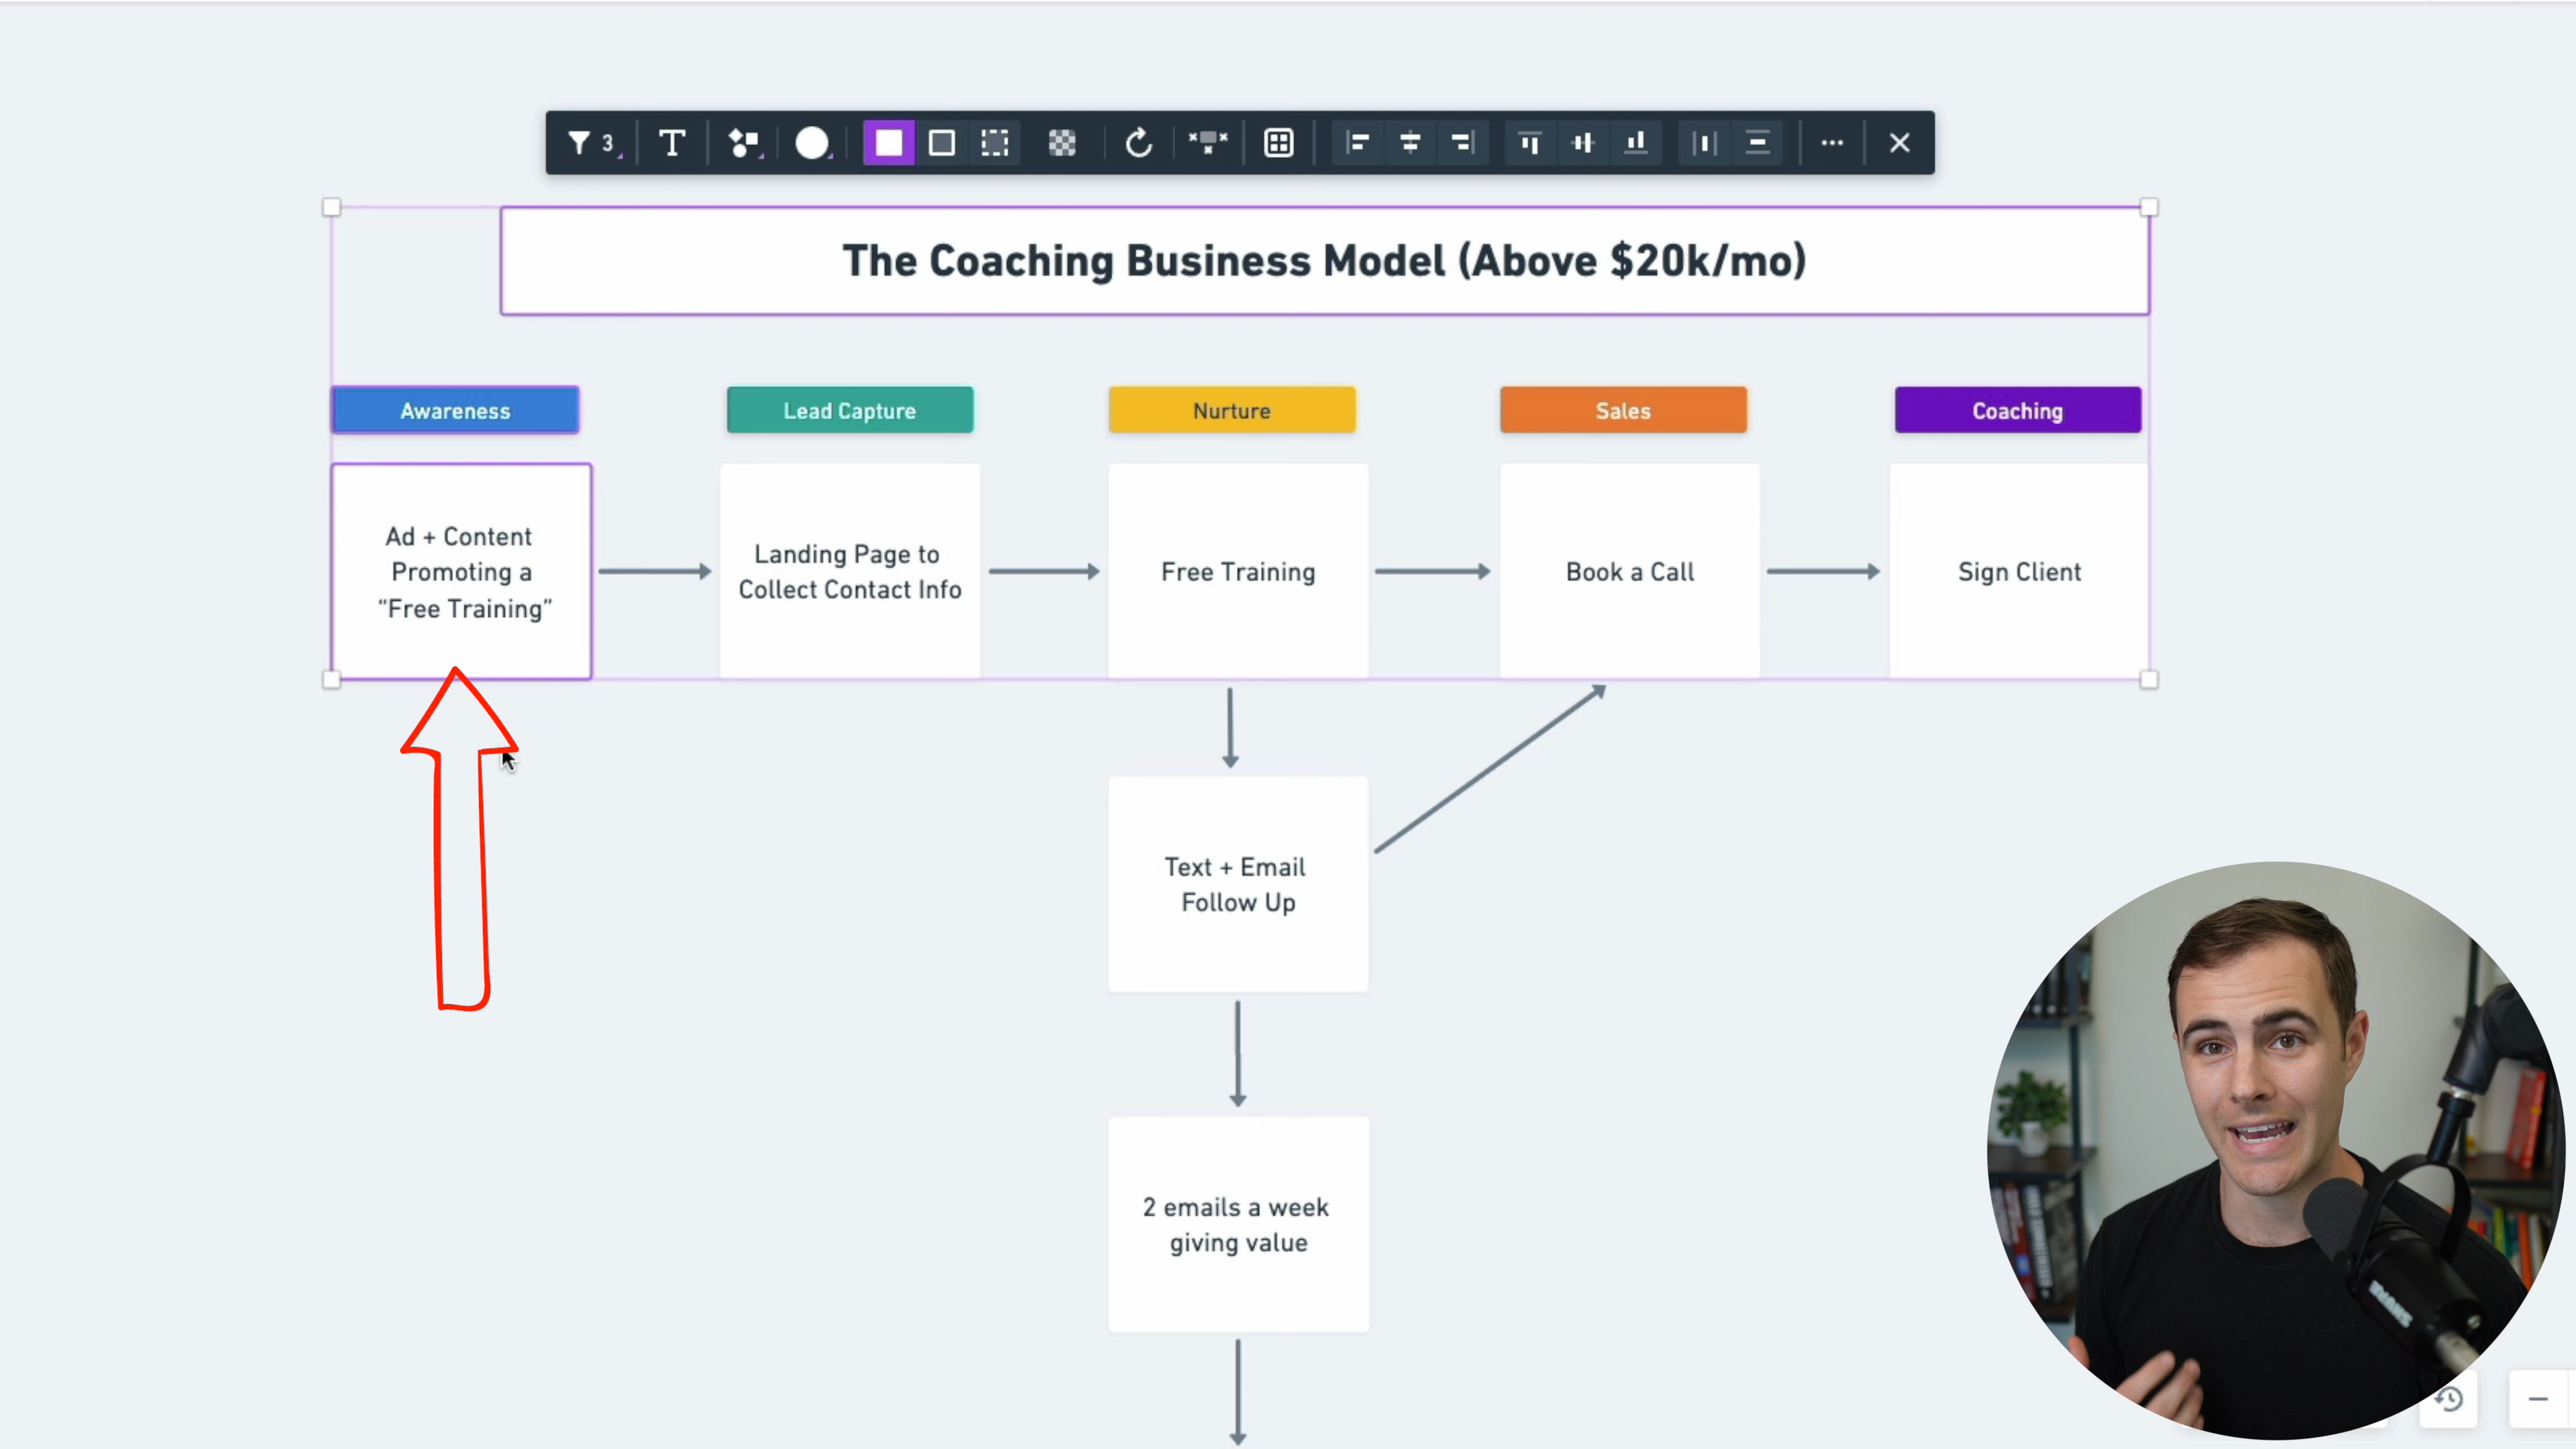 3
The Coaching Business Model (Above $20k/mo)
Awareness
Lead Capture
Nurture
Sales
Coaching
Ad + Content
Promoting a
“Free Training”
Landing Page to
Collect Contact Info
Free Training
Book a Call
Sign Client
Text + Email
Follow Up
2 emails a week
giving value
SHURE